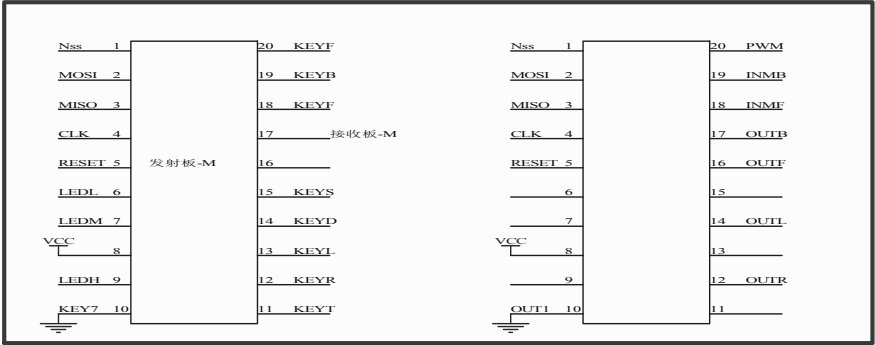 Nss 1 20 KEYF Nss 1 20 PWM
MOSI 2 19 KEYB MOSI 2 19 INMB
MISO 3 18 KEYF MISO 3 18 INMF
CLK 4 17 接收板-M CLK 4 17 OUTB
RESET 5 发射板-M 16 RESET 5 16 OUTF
LEDL 6 15 KEYS 6 15
LEDM 7 14 KEYD 7 14 OUTL
VCC 8 13 KEYL VCC 8 13
LEDH 9 12 KEYR 9 12 OUTR
KEY7 10 11 KEYT OUT1 10 11